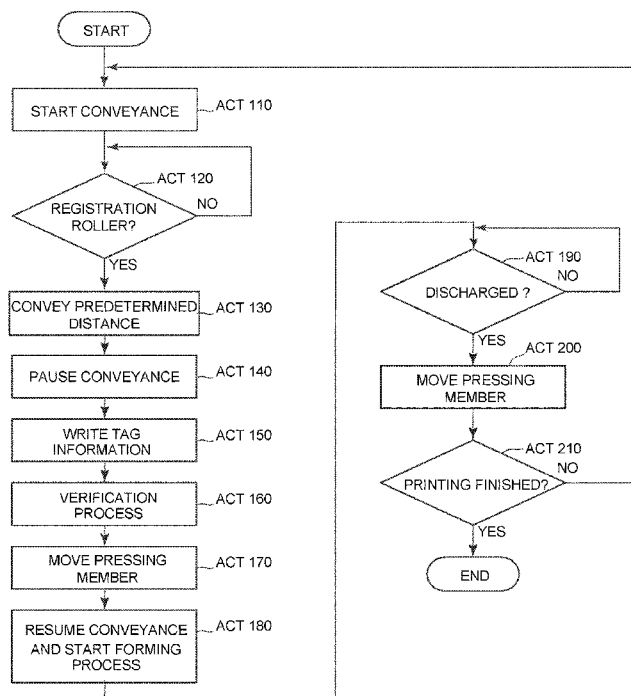 START
START CONVEYANCE
ACT 110
ACT 120
REGISTRATION
ROLLER?
NO
YES
CONVEY PREDETERMINED
DISTANCE
ACT 130
PAUSE CONVEYANCE
ACT 140
WRITE TAG
INFORMATION
ACT 150
VERIFICATION
PROCESS
ACT 160
MOVE PRESSING
MEMBER
ACT 170
RESUME CONVEYANCE
AND START FORMING
PROCESS
ACT 180
ACT 190
DISCHARGED ?
NO
YES
ACT 200
MOVE PRESSING
MEMBER
ACT 210
PRINTING FINISHED?
NO
YES
END